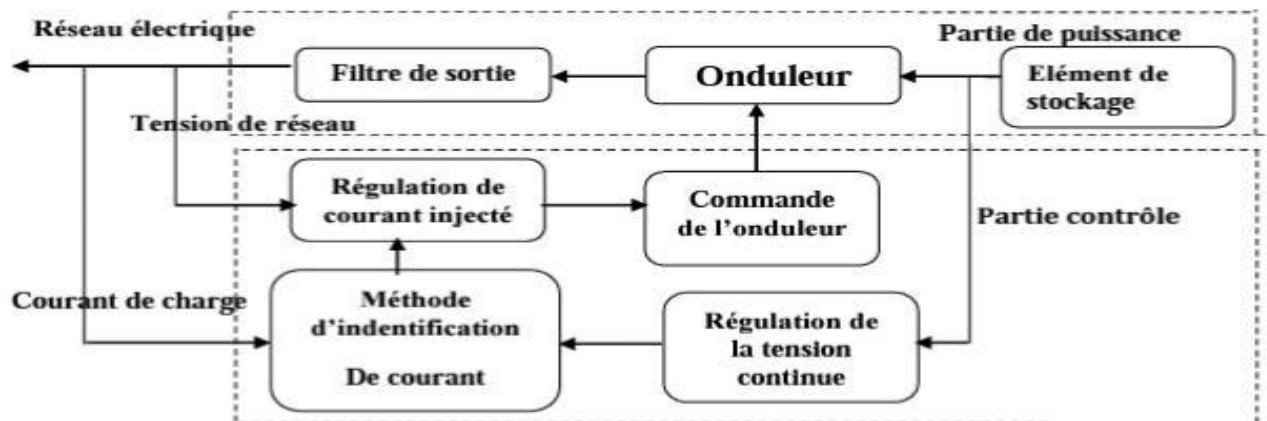 Réseau électrique
Partie de puissance
Filtre de sortie
Onduleur
Elément de
stockage
Tension de réseau
Régulation de
courant injecté
Commande
de l'onduleur
Partie contrôle
Courant de charge
Méthode
d'indentification
De courant
Régulation de
la tension
continue